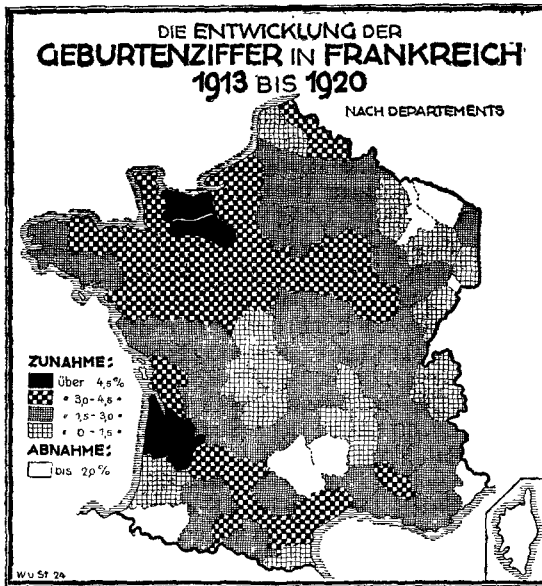 DIE ENTWICKLUNG DER
GEBURTENZIFFER IN FRANKREICH
1913 BIS 1920
NACH DEPARTEMENTS
ZUNAHME:
über 4,5%
" 3,0-4,5 "
" 1,5-3,0 "
" 0-1,5 "
ABNAHME:
bis 2,0%
W u St 24